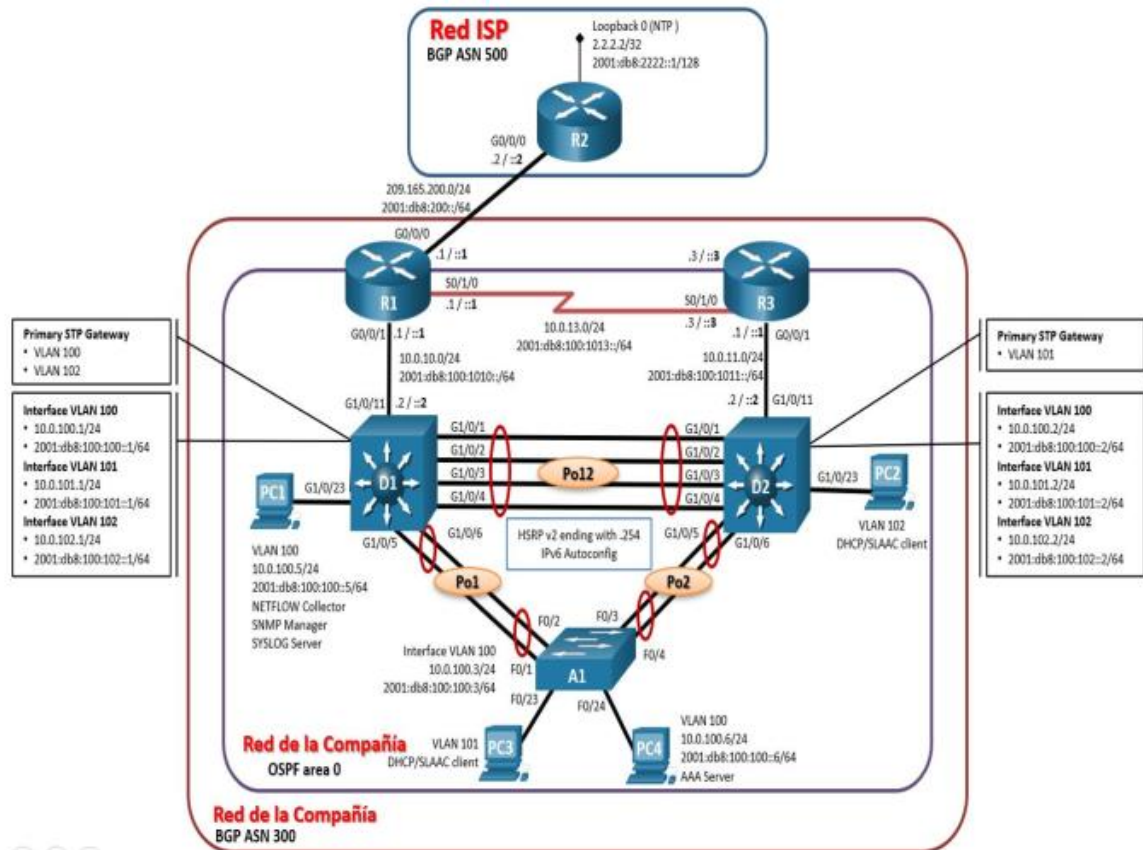 Red ISP
BGP ASN 500
Loopback 0 (NTP )
2.2.2.2/32
2001:db8:2222::1/128
R2
G0/0/0
.2 / ::2
209.165.200.0/24
2001:db8:200::/64
G0/0/0
.1 / ::1
R1
S0/1/0
.1 / ::1
.3 / ::3
R3
S0/1/0
.3 / ::3
10.0.13.0/24
2001:db8:100:1013::/64
G0/0/1
.1 / ::1
10.0.10.0/24
2001:db8:100:1010::/64
.1 / ::1
G0/0/1
10.0.11.0/24
2001:db8:100:1011::/64
Primary STP Gateway
• VLAN 100
• VLAN 102
Primary STP Gateway
• VLAN 101
Interface VLAN 100
• 10.0.100.1/24
• 2001:db8:100:100::1/64
Interface VLAN 101
• 10.0.101.1/24
• 2001:db8:100:101::1/64
Interface VLAN 102
• 10.0.102.1/24
• 2001:db8:100:102::1/64
Interface VLAN 100
• 10.0.100.2/24
• 2001:db8:100:100::2/64
Interface VLAN 101
• 10.0.101.2/24
• 2001:db8:100:101::2/64
Interface VLAN 102
• 10.0.102.2/24
• 2001:db8:100:102::2/64
G1/0/11
.2 / ::2
.2 / ::2
G1/0/11
G1/0/1
G1/0/2
G1/0/3
G1/0/4
G1/0/1
G1/0/2
G1/0/3
G1/0/4
Po12
D1
D2
PC1
G1/0/23
G1/0/23
PC2
VLAN 102
DHCP/SLAAC client
G1/0/5
G1/0/6
HSRP v2 ending with .254
IPv6 Autoconfig
G1/0/5
G1/0/6
VLAN 100
10.0.100.5/24
2001:db8:100:100::5/64
NETFLOW Collector
SNMP Manager
SYSLOG Server
Po1
Po2
F0/2
F0/3
F0/1
F0/4
Interface VLAN 100
10.0.100.3/24
2001:db8:100:100:3/64
A1
F0/23
F0/24
VLAN 101
DHCP/SLAAC client
PC3
PC4
VLAN 100
10.0.100.6/24
2001:db8:100:100::6/64
AAA Server
Red de la Compañía
OSPF area 0
Red de la Compañía
BGP ASN 300